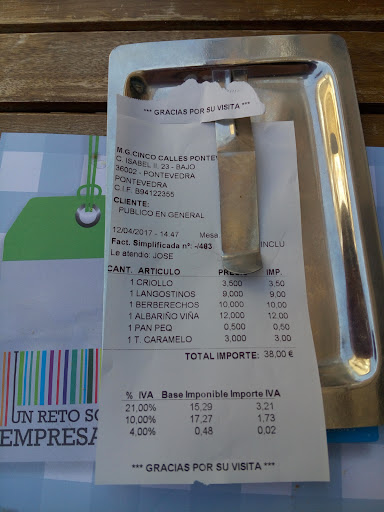 *** GRACIAS POR SU VISITA ***
M.G.CINCO CALLES
C. ISABEL II, 23 - BAJO
36002 - PONTEVEDRA
PONTEVEDRA
C.I.F. B94122355
CLIENTE:
PUBLICO EN GENERAL
12/04/2017 - 14:47 Mesa
Fact. Simplificada nº: -/483
Le atendio: JOSE
CANT. ARTICULO IMP.
1 CRIOLLO 3,500 3,50
1 LANGOSTINOS 9,000 9,00
1 BERBERECHOS 10,000 10,00
1 ALBARIÑO VIÑA 12,000 12,00
1 PAN PEQ 0,500 0,50
1 T. CARAMELO 3,000 3,00
TOTAL IMPORTE: 38,00 €
% IVA Base Imponible Importe IVA
21,00% 15,29 3,21
10,00% 17,27 1,73
4,00% 0,48 0,02
*** GRACIAS POR SU VISITA ***
UN RETO